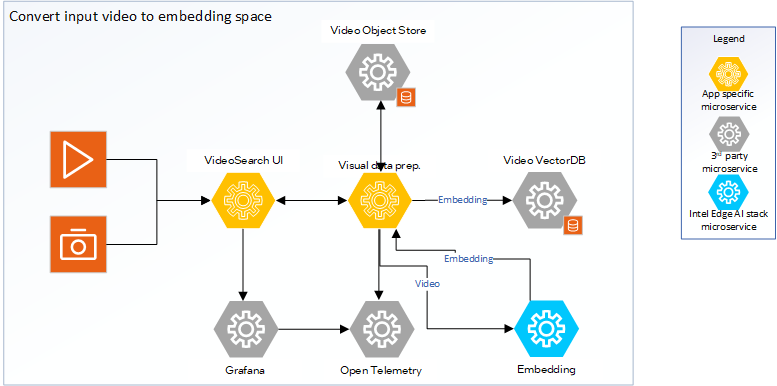 Convert input video to embedding space
Video Object Store
VideoSearch UI
Visual data prep.
Video VectorDB
Embedding
Embedding
Video
Grafana
Open Telemetry
Embedding
Legend
App specific
microservice
3rd party
microservice
Intel Edge AI stack
microservice